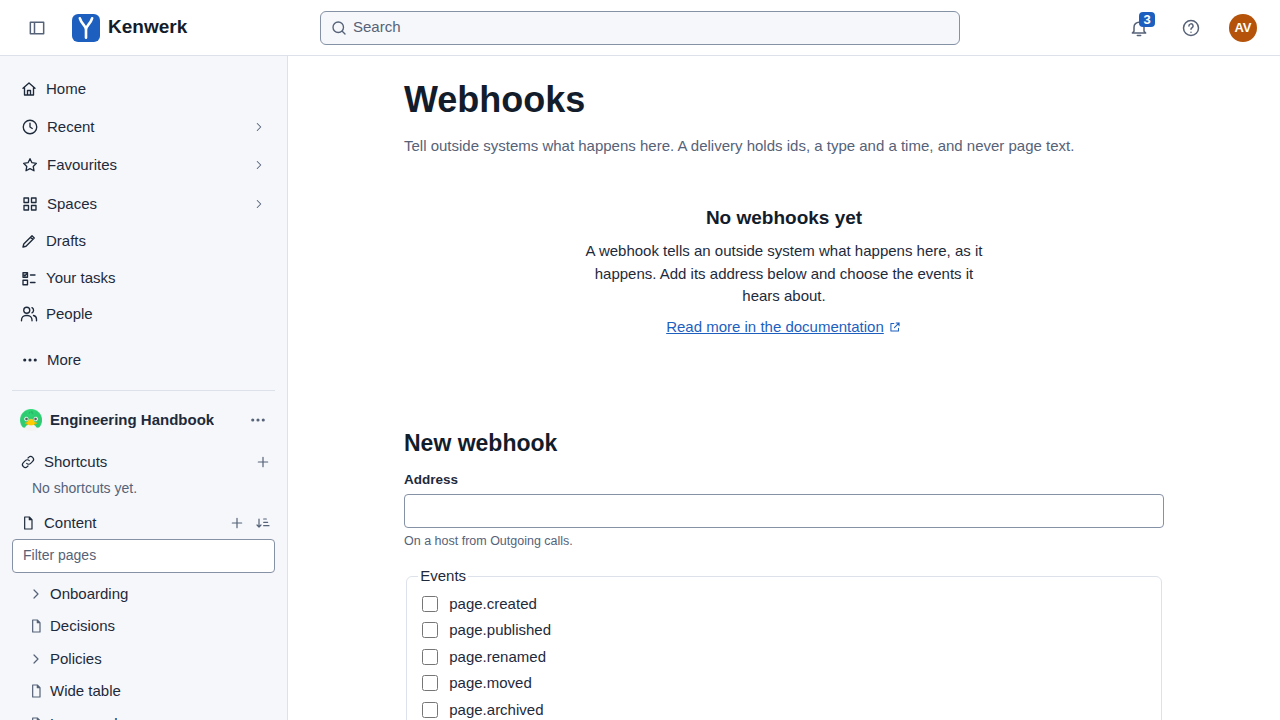 Kenwerk
Search
3
AV
Home
Recent
Favourites
Spaces
Drafts
Your tasks
People
More
Engineering Handbook
Shortcuts
No shortcuts yet.
Content
Filter pages
Onboarding
Decisions
Policies
Wide table
Webhooks
Tell outside systems what happens here. A delivery holds ids, a type and a time, and never page text.
No webhooks yet
A webhook tells an outside system what happens here, as it
happens. Add its address below and choose the events it
hears about.
Read more in the documentation
New webhook
Address
On a host from Outgoing calls.
Events
page.created
page.published
page.renamed
page.moved
page.archived